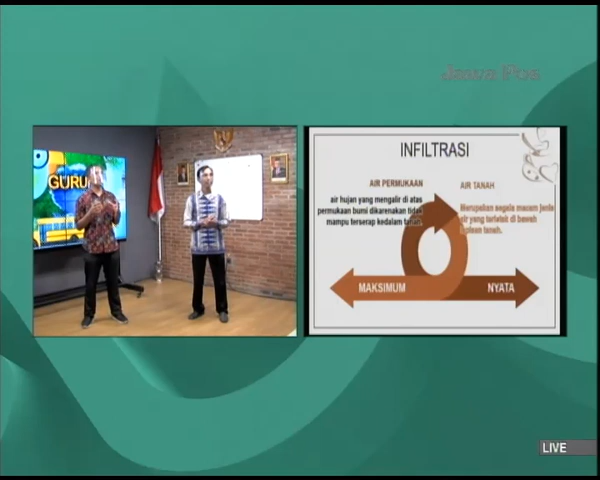 Jawa Pos
GURU
INFILTRASI
AIR PERMUKAAN
air hujan yang mengalir di atas
permukaan bumi dikarenakan tidak
mampu terserap kedalam tanah.
AIR TANAH
Merupakan segala macam jenis
air yang terletak di bawah
lapisan tanah.
MAKSIMUM
NYATA
LIVE